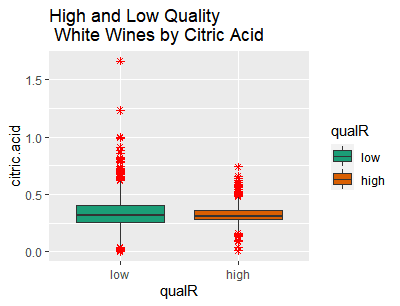 High and Low Quality
White Wines by Citric Acid
citric.acid
1.5
1.0
0.5
0.0
low
high
qualR
qualR
low
high